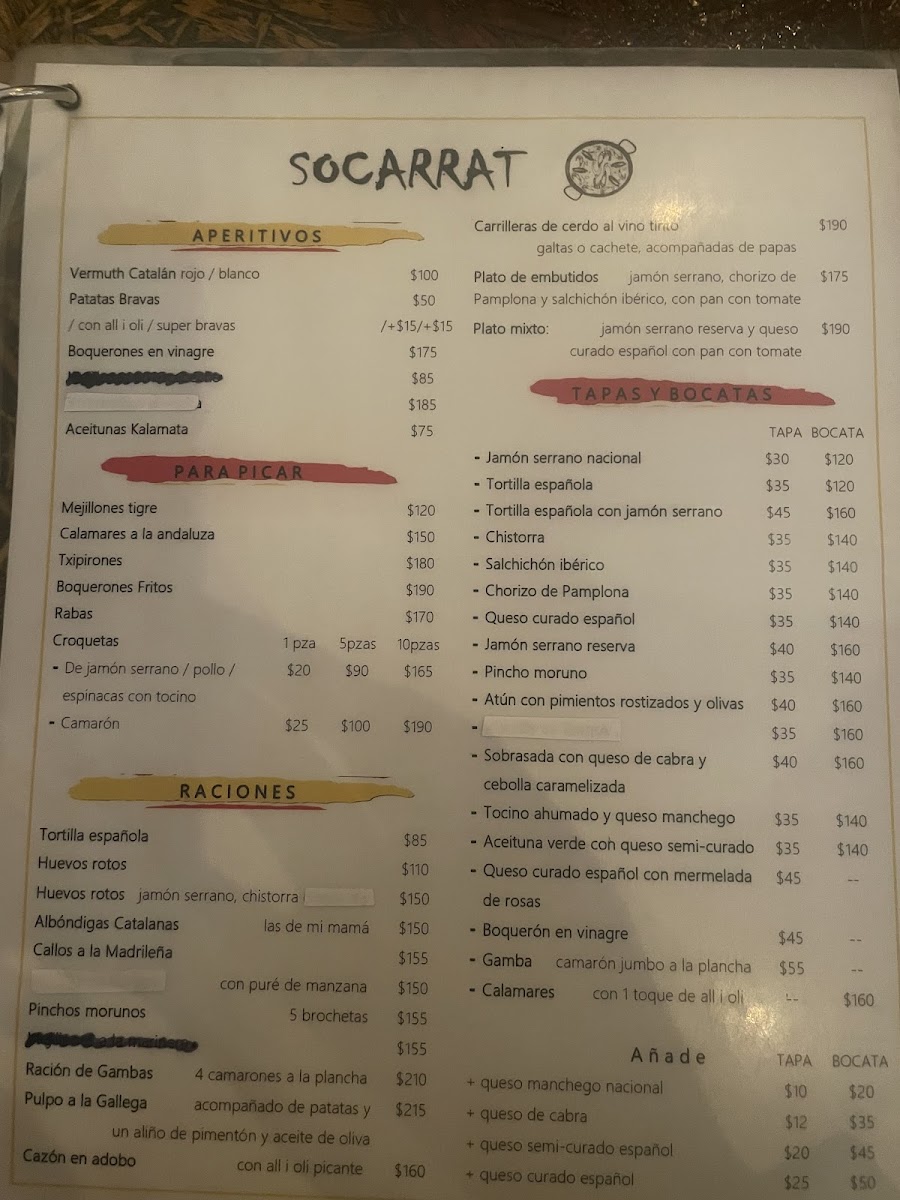 SOCARRAT
APERITIVOS
Vermuth Catalán rojo / blanco $100
Patatas Bravas $50
/ con all i oli / super bravas /+$15/+$15
Boquerones en vinagre $175
$85
$185
Aceitunas Kalamata $75
PARA PICAR
Mejillones tigre $120
Calamares a la andaluza $150
Txipirones $180
Boquerones Fritos $190
Rabas $170
Croquetas 1 pza 5pzas 10pzas
- De jamón serrano / pollo / $20 $90 $165
espinacas con tocino
- Camarón $25 $100 $190
RACIONES
Tortilla española $85
Huevos rotos $110
Huevos rotos jamón serrano, chistorra $150
Albóndigas Catalanas las de mi mamá $150
Callos a la Madrileña $155
con puré de manzana $150
Pinchos morunos 5 brochetas $155
$155
Ración de Gambas 4 camarones a la plancha $210
Pulpo a la Gallega acompañado de patatas y $215
un aliño de pimentón y aceite de oliva
Cazón en adobo con all i oli picante $160
Carrilleras de cerdo al vino tinto $190
galtas o cachete, acompañadas de papas
Plato de embutidos jamón serrano, chorizo de $175
Pamplona y salchichón ibérico, con pan con tomate
Plato mixto: jamón serrano reserva y queso $190
curado español con pan con tomate
TAPAS Y BOCATAS
TAPA BOCATA
- Jamón serrano nacional $30 $120
- Tortilla española $35 $120
- Tortilla española con jamón serrano $45 $160
- Chistorra $35 $140
- Salchichón ibérico $35 $140
- Chorizo de Pamplona $35 $140
- Queso curado español $35 $140
- Jamón serrano reserva $40 $160
- Pincho moruno $35 $140
- Atún con pimientos rostizados y olivas $40 $160
- $35 $160
- Sobrasada con queso de cabra y $40 $160
cebolla caramelizada
- Tocino ahumado y queso manchego $35 $140
- Aceituna verde coh queso semi-curado $35 $140
- Queso curado español con mermelada $45 --
de rosas
- Boquerón en vinagre $45 --
- Gamba camarón jumbo a la plancha $55 --
- Calamares con 1 toque de all i oli -- $160
Añade TAPA BOCATA
+ queso manchego nacional $10 $20
+ queso de cabra $12 $35
+ queso semi-curado español $20 $45
+ queso curado español $25 $50